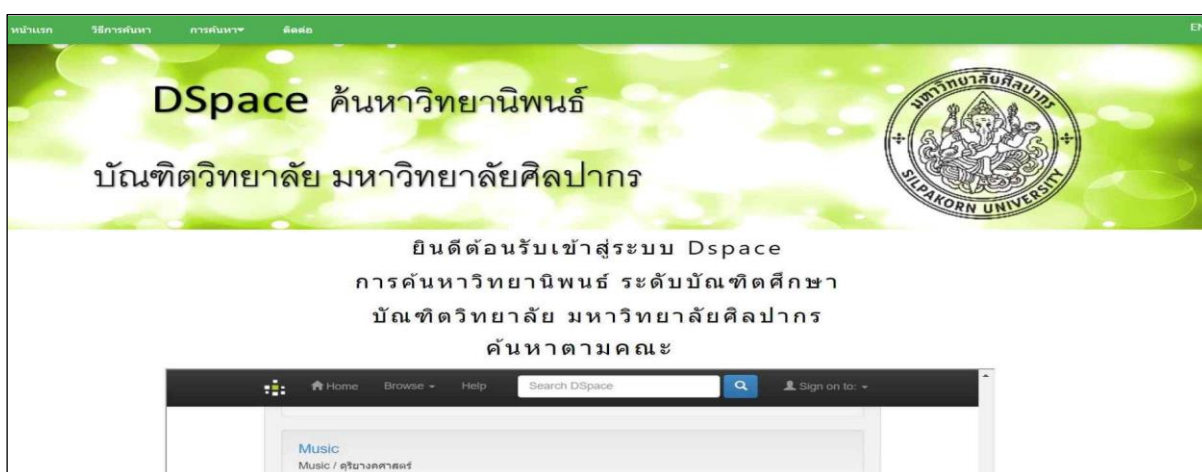 หน้าแรก วิธีการค้นหา การค้นหา ติดต่อ EN
DSpace ค้นหาวิทยานิพนธ์
บัณฑิตวิทยาลัย มหาวิทยาลัยศิลปากร
มหาวิทยาลัยศิลปากร
SILPAKORN UNIVERSITY
ยินดีต้อนรับเข้าสู่ระบบ Dspace
การค้นหาวิทยานิพนธ์ ระดับบัณฑิตศึกษา
บัณฑิตวิทยาลัย มหาวิทยาลัยศิลปากร
ค้นหาตามคณะ
Home Browse Help Search DSpace Sign on to:
Music
Music / ดุริยางคศาสตร์